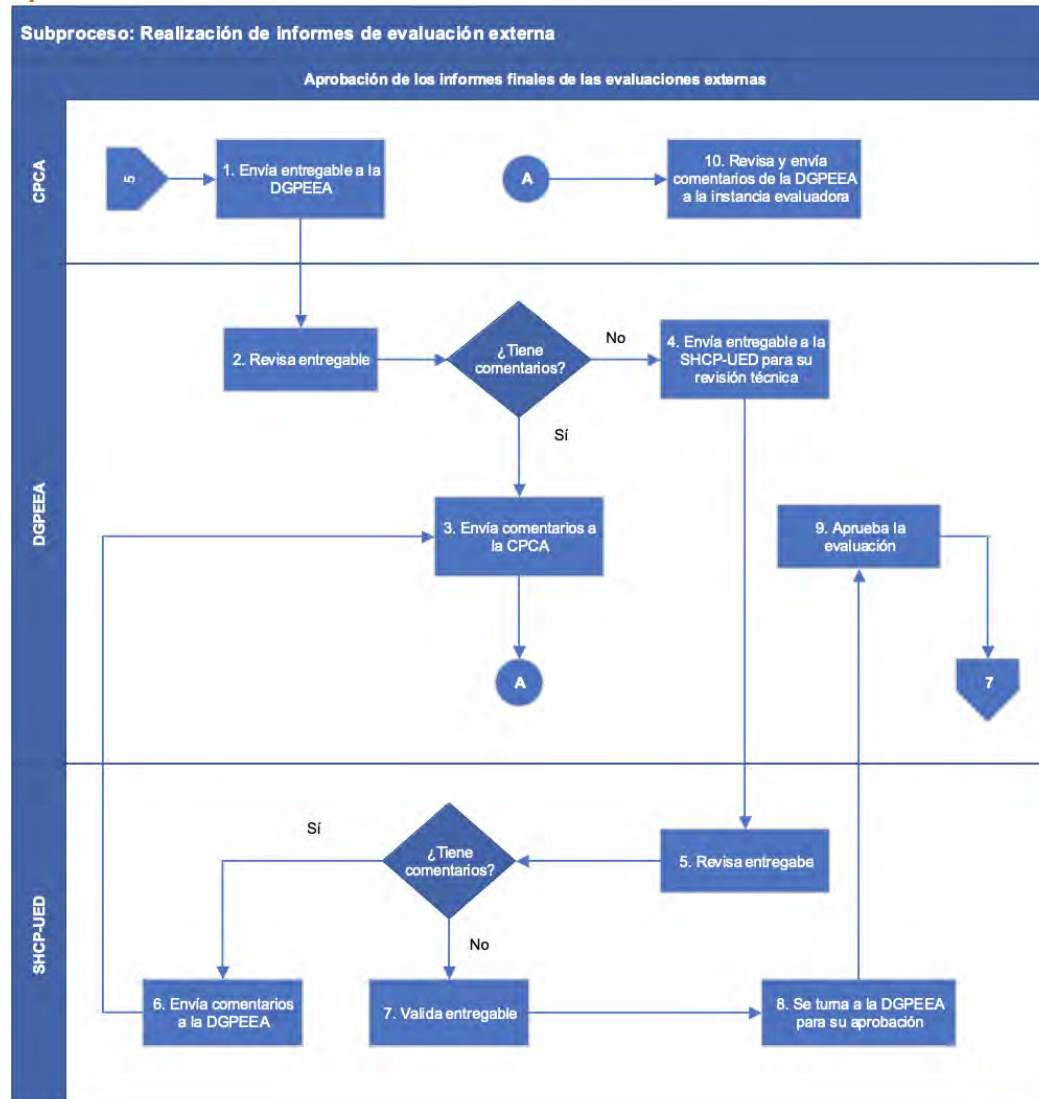 Subproceso: Realización de informes de evaluación externa
Aprobación de los informes finales de las evaluaciones externas
CPCA
5
1. Envía entregable a la
DGPEEA
A
10. Revisa y envía
comentarios de la DGPEEA
a la instancia evaluadora
DGPEEA
2. Revisa entregable
¿Tiene
comentarios?
No
4. Envía entregable a la
SHCP-UED para su
revisión técnica
Sí
3. Envía comentarios a
la CPCA
9. Aprueba la
evaluación
A
7
SHCP-UED
Sí
¿Tiene
comentarios?
5. Revisa entregabe
No
6. Envía comentarios
a la DGPEEA
7. Valida entregable
8. Se turna a la DGPEEA
para su aprobación